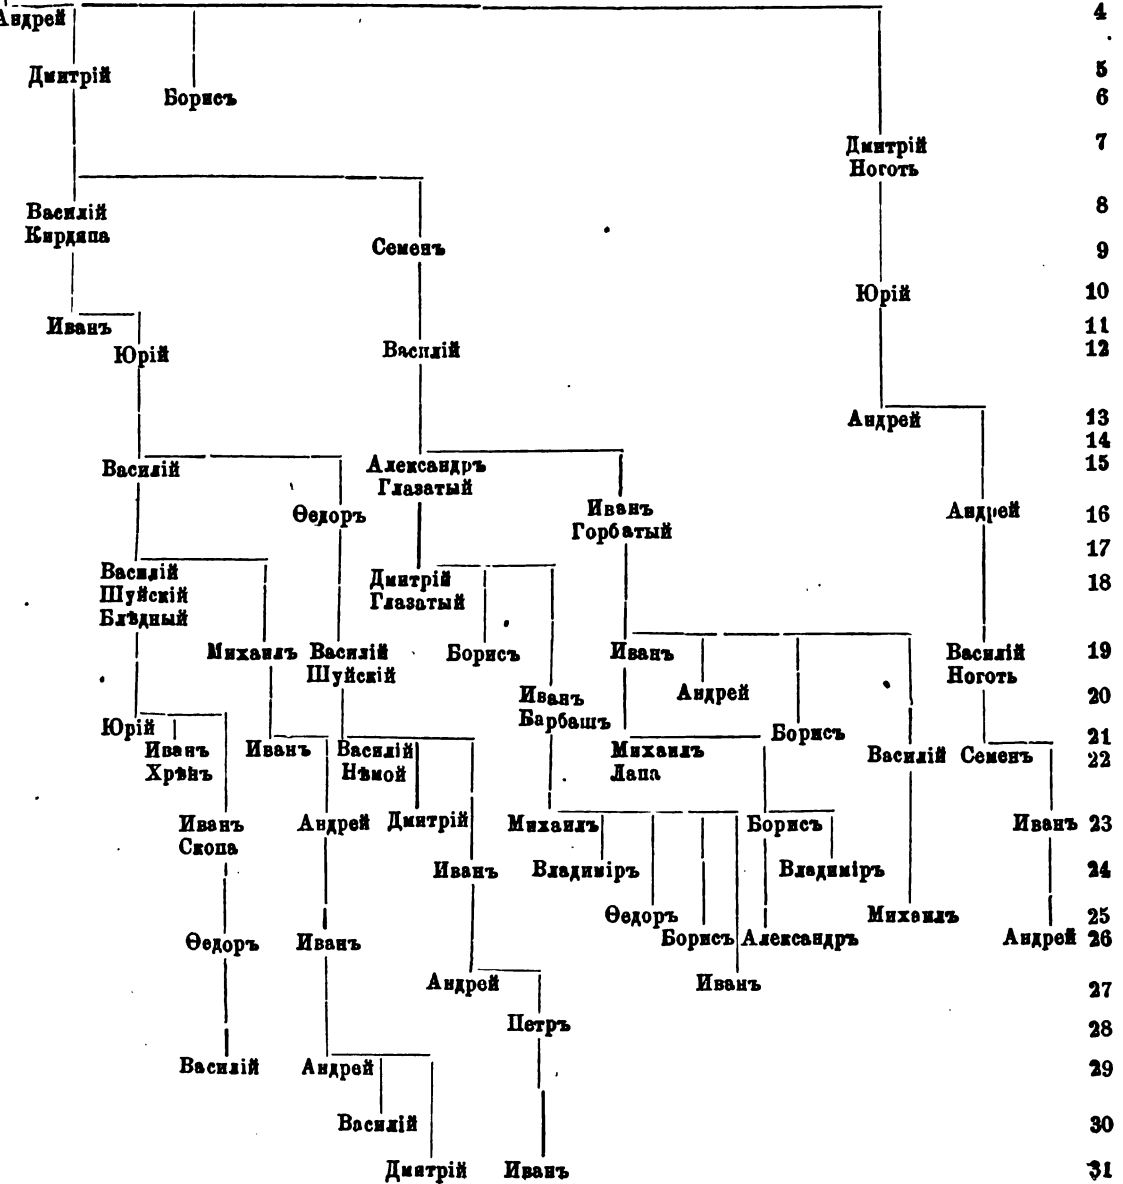 Андрей 4
Дмитрій 5
Борисъ 6
Дмитрій 7
Ноготь
Василій 8
Кирдяпа
Семенъ 9
Юрій 10
Иванъ 11
Юрій Василій 12
Андрей 13
14
Василій Александръ 15
Глазатый
Ѳедоръ Иванъ Андрей 16
Горбатый
17
Василій Дмитрій 18
Шуйскій Глазатый
Блѣдный
Михаилъ Василій Борисъ Иванъ Василій 19
Шуйскій Ноготь
Иванъ Андрей 20
Барбашъ
Юрій Борисъ 21
Иванъ Иванъ Василій Михаилъ Василій Семенъ 22
Хрѣнъ Нѣмой Лапа
Иванъ Андрей Дмитрій Михаилъ Борисъ Иванъ 23
Скопа
Иванъ Владиміръ Владиміръ 24
Ѳедоръ Михаилъ 25
Ѳедоръ Иванъ Борисъ Александръ Андрей 26
Андрей Иванъ 27
Петръ 28
Василій Андрей 29
Василій 30
Дмитрій Иванъ 31